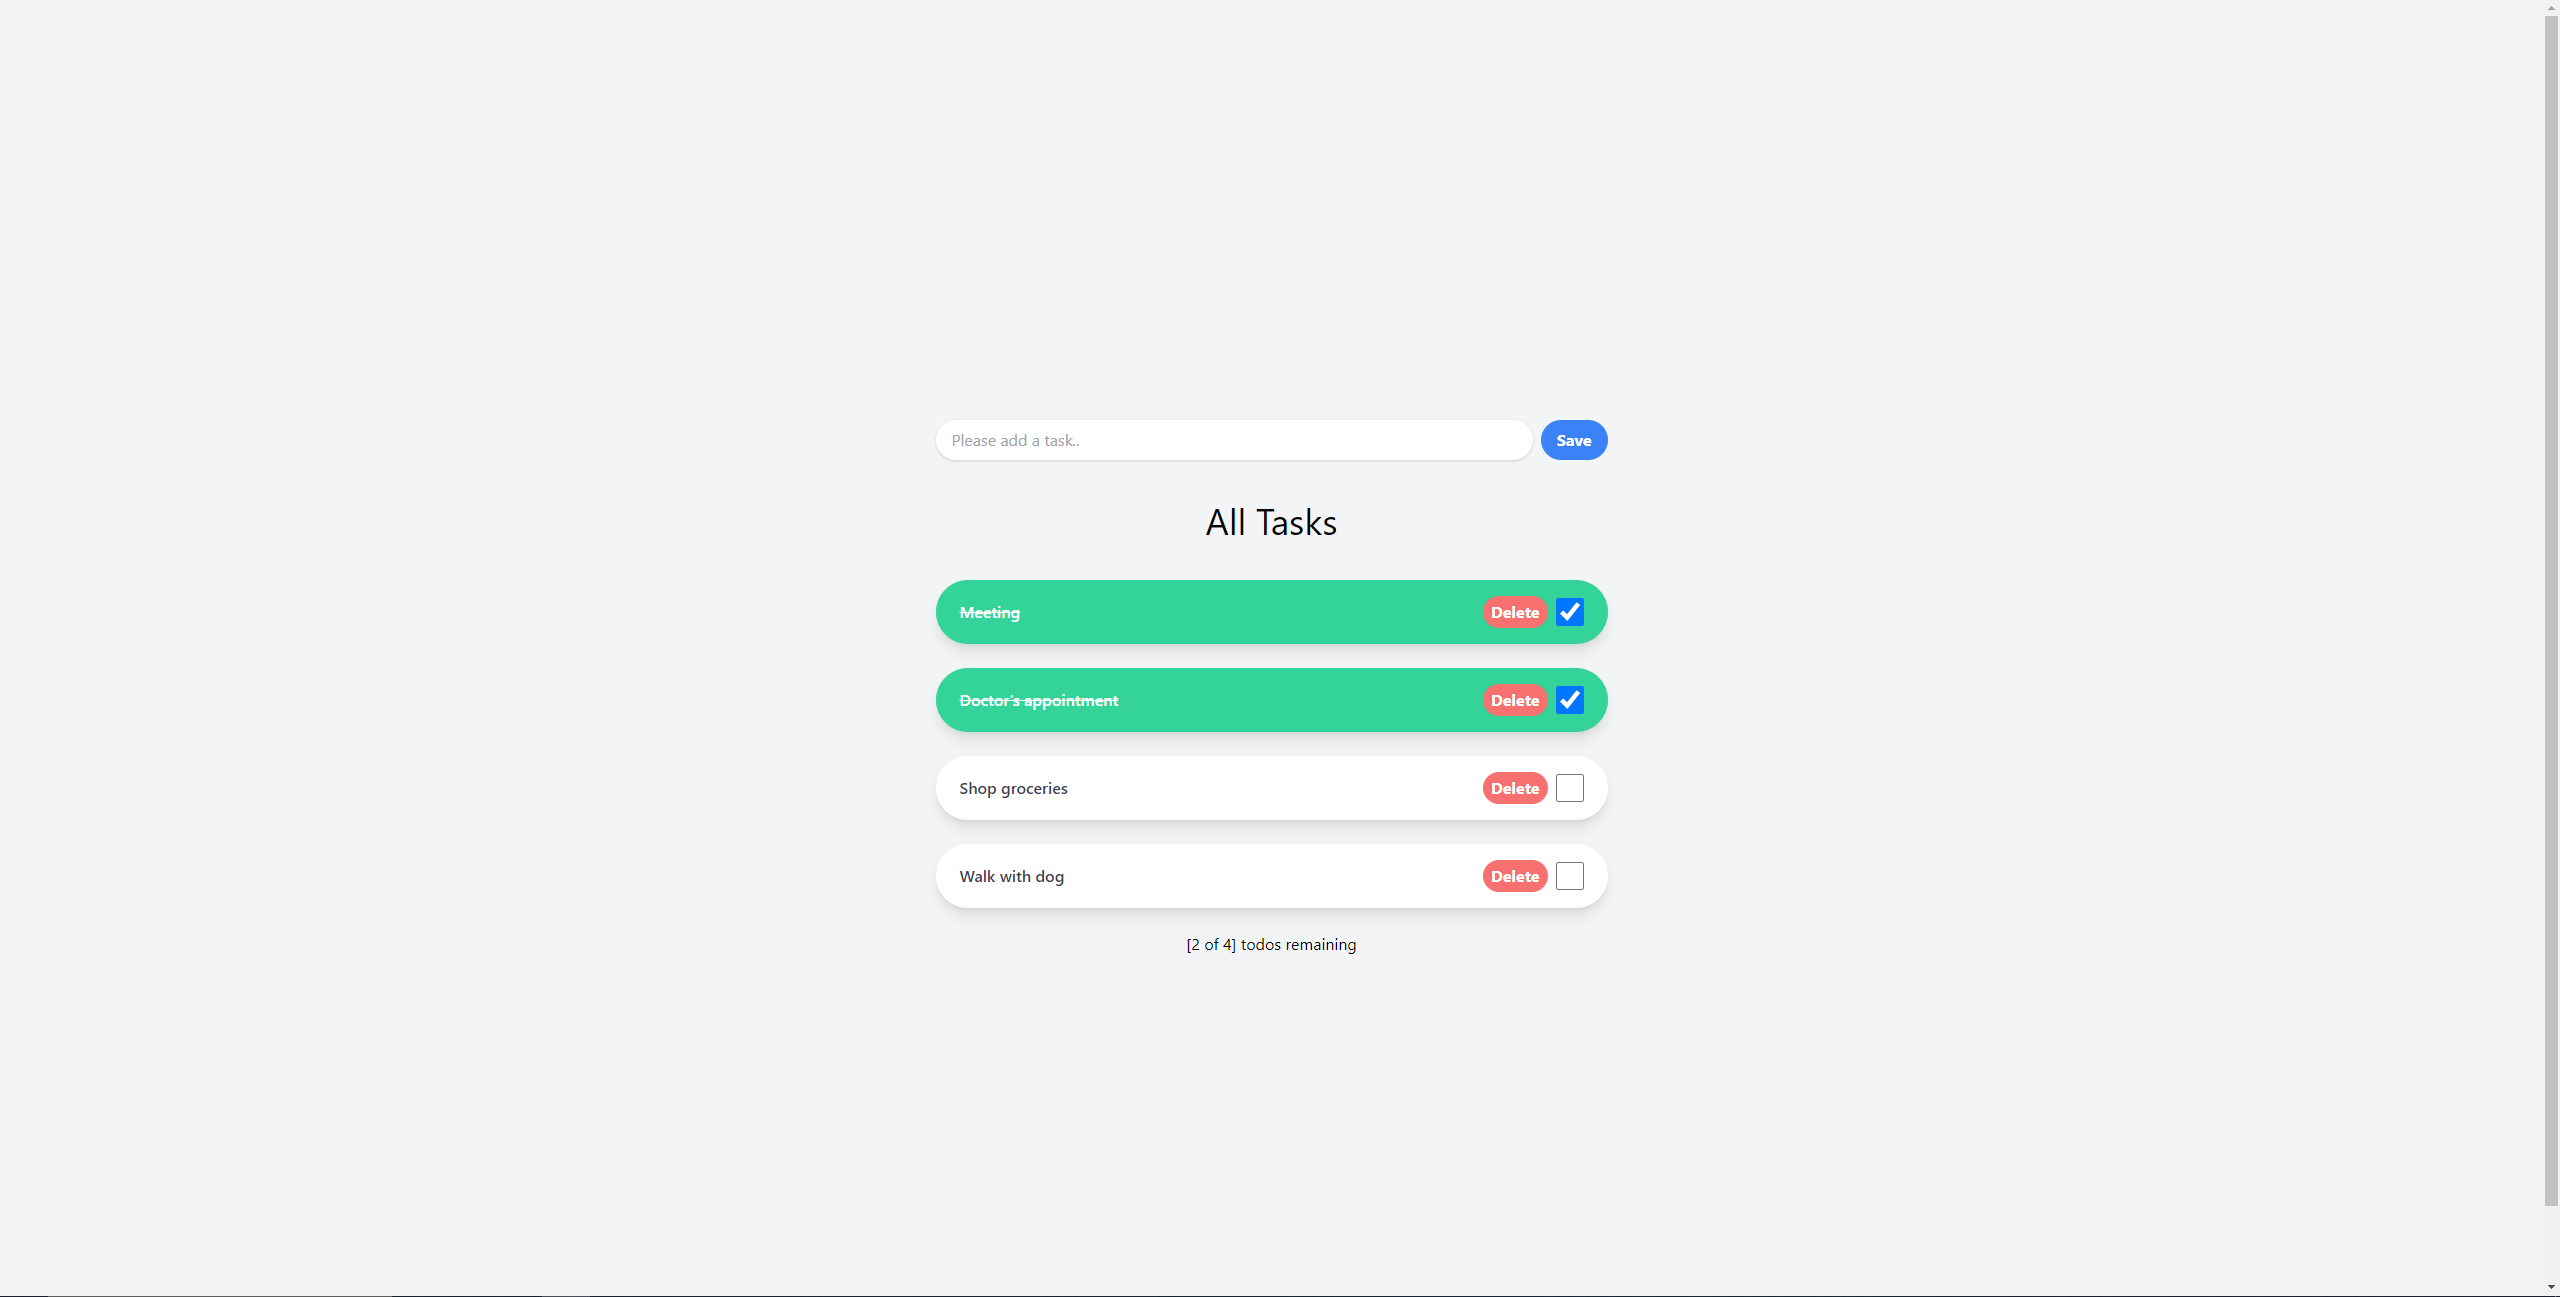 Please add a task..
Save
All Tasks
Meeting
Delete
Doctor's appointment
Delete
Shop groceries
Delete
Walk with dog
Delete
[2 of 4] todos remaining